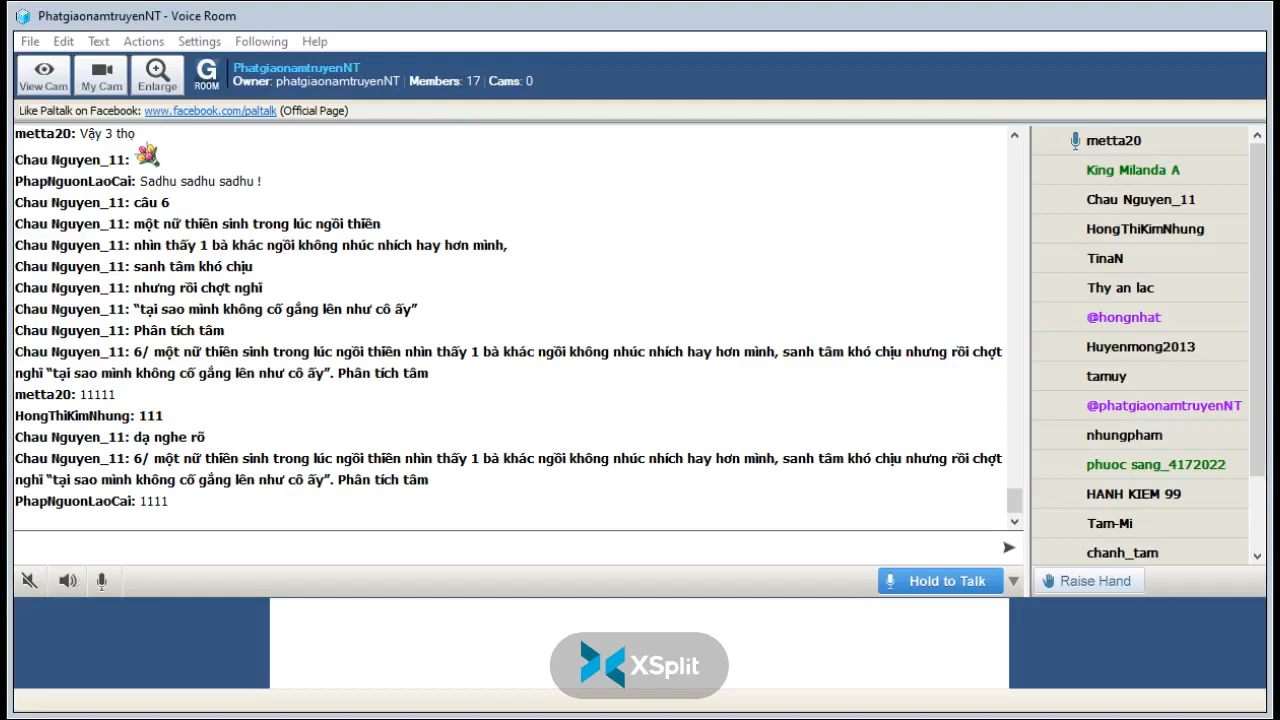 PhatgiaonamtruyenNT - Voice Room
File Edit Text Actions Settings Following Help
View Cam
My Cam
Enlarge
G ROOM
PhatgiaonamtruyenNT
Owner: phatgiaonamtruyenNT | Members: 17 | Cams: 0
Like Paltalk on Facebook: www.facebook.com/paltalk (Official Page)
metta20: Vậy 3 thọ
Chau Nguyen_11:
PhapNguonLaoCai: Sadhu sadhu sadhu !
Chau Nguyen_11: câu 6
Chau Nguyen_11: một nữ thiền sinh trong lúc ngồi thiền
Chau Nguyen_11: nhìn thấy 1 bà khác ngồi không nhúc nhích hay hơn mình,
Chau Nguyen_11: sanh tâm khó chịu
Chau Nguyen_11: nhưng rồi chợt nghĩ
Chau Nguyen_11: “tại sao mình không cố gắng lên như cô ấy”
Chau Nguyen_11: Phân tích tâm
Chau Nguyen_11: 6/ một nữ thiền sinh trong lúc ngồi thiền nhìn thấy 1 bà khác ngồi không nhúc nhích hay hơn mình, sanh tâm khó chịu nhưng rồi chợt
nghĩ “tại sao mình không cố gắng lên như cô ấy”. Phân tích tâm
metta20: 11111
HongThiKimNhung: 111
Chau Nguyen_11: dạ nghe rõ
Chau Nguyen_11: 6/ một nữ thiền sinh trong lúc ngồi thiền nhìn thấy 1 bà khác ngồi không nhúc nhích hay hơn mình, sanh tâm khó chịu nhưng rồi chợt
nghĩ “tại sao mình không cố gắng lên như cô ấy”. Phân tích tâm
PhapNguonLaoCai: 1111
metta20
King Milanda A
Chau Nguyen_11
HongThiKimNhung
TinaN
Thy an lac
@hongnhat
Huyenmong2013
tamuy
@phatgiaonamtruyenNT
nhungpham
phuoc sang_4172022
HANH KIEM 99
Tam-Mi
chanh_tam
Hold to Talk
Raise Hand
XSplit